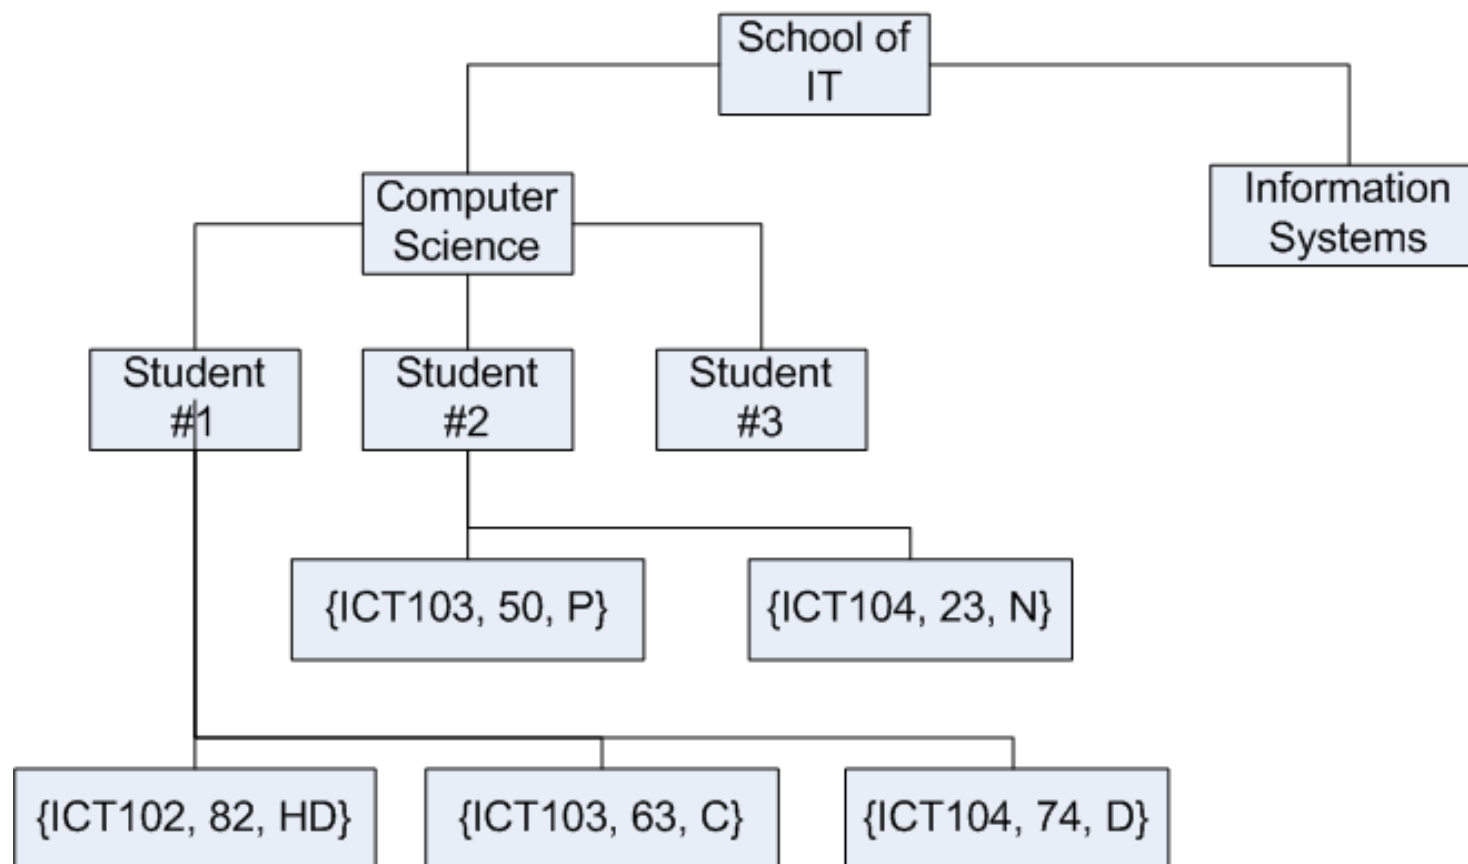 School of
IT
Computer
Science
Information
Systems
Student
#1
Student
#2
Student
#3
{ICT103, 50, P}
{ICT104, 23, N}
{ICT102, 82, HD}
{ICT103, 63, C}
{ICT104, 74, D}